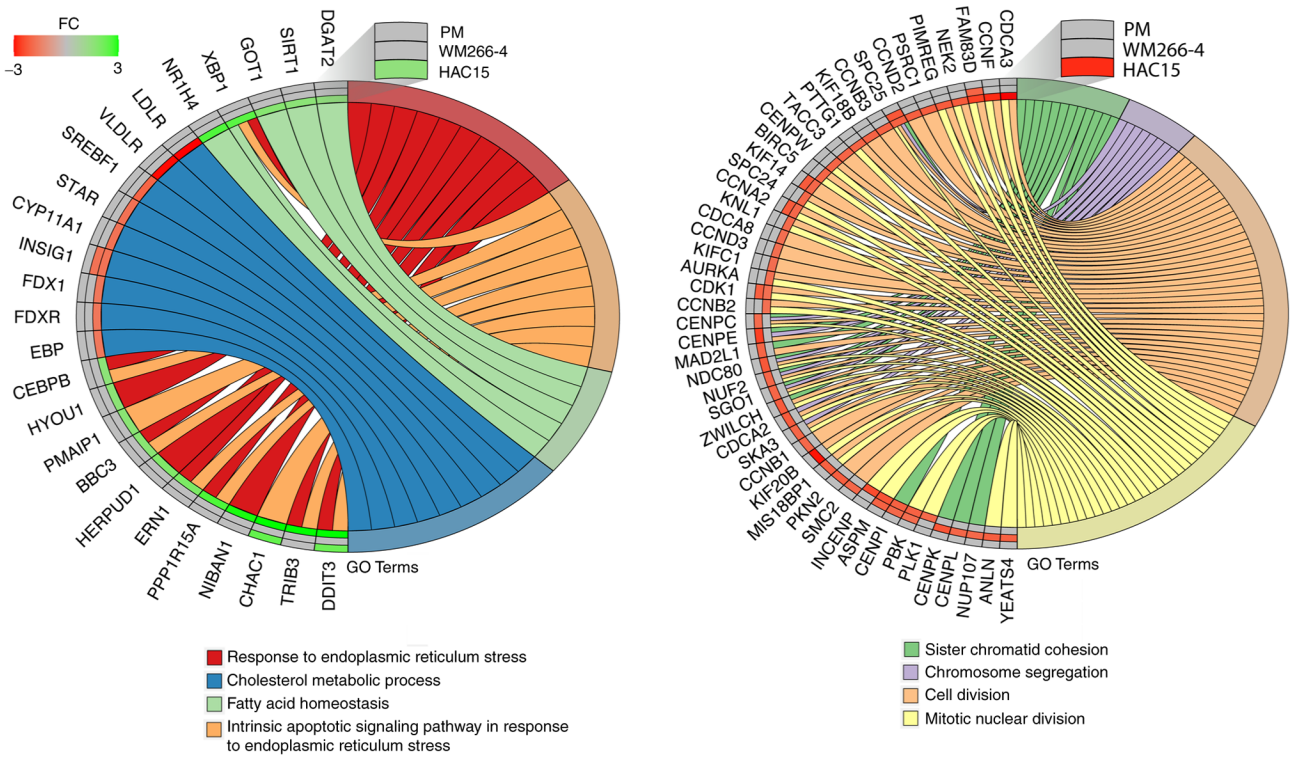 FC
−3
3
DGAT2
SIRT1
GOT1
XBP1
NR1H4
LDLR
VLDLR
SREBF1
STAR
CYP11A1
INSIG1
FDX1
FDXR
EBP
CEBPB
HYOU1
PMAIP1
BBC3
HERPUD1
ERN1
PPP1R15A
NIBAN1
CHAC1
TRIB3
DDIT3
PM
WM266-4
HAC15
GO Terms
Response to endoplasmic reticulum stress
Cholesterol metabolic process
Fatty acid homeostasis
Intrinsic apoptotic signaling pathway in response
to endoplasmic reticulum stress
CDCA3
CCNF
FAM83D
NEK2
PIMREG
PSRC1
CCND2
SPC25
CCNB3
KIF18B
PTTG1
TACC3
CENPW
BIRC5
KIF14
SPC24
CCNA2
KNL1
CDCA8
CCND3
KIFC1
AURKA
CDK1
CCNB2
CENPC
CENPE
MAD2L1
NDC80
NUF2
SGO1
ZWILCH
CDCA2
SKA3
CCNB1
KIF20B
MIS18BP1
PKN2
SMC2
INCENP
ASPM
CENPI
PBK
PLK1
CENPK
CENPL
NUP107
ANLN
YEATS4
PM
WM266-4
HAC15
GO Terms
Sister chromatid cohesion
Chromosome segregation
Cell division
Mitotic nuclear division